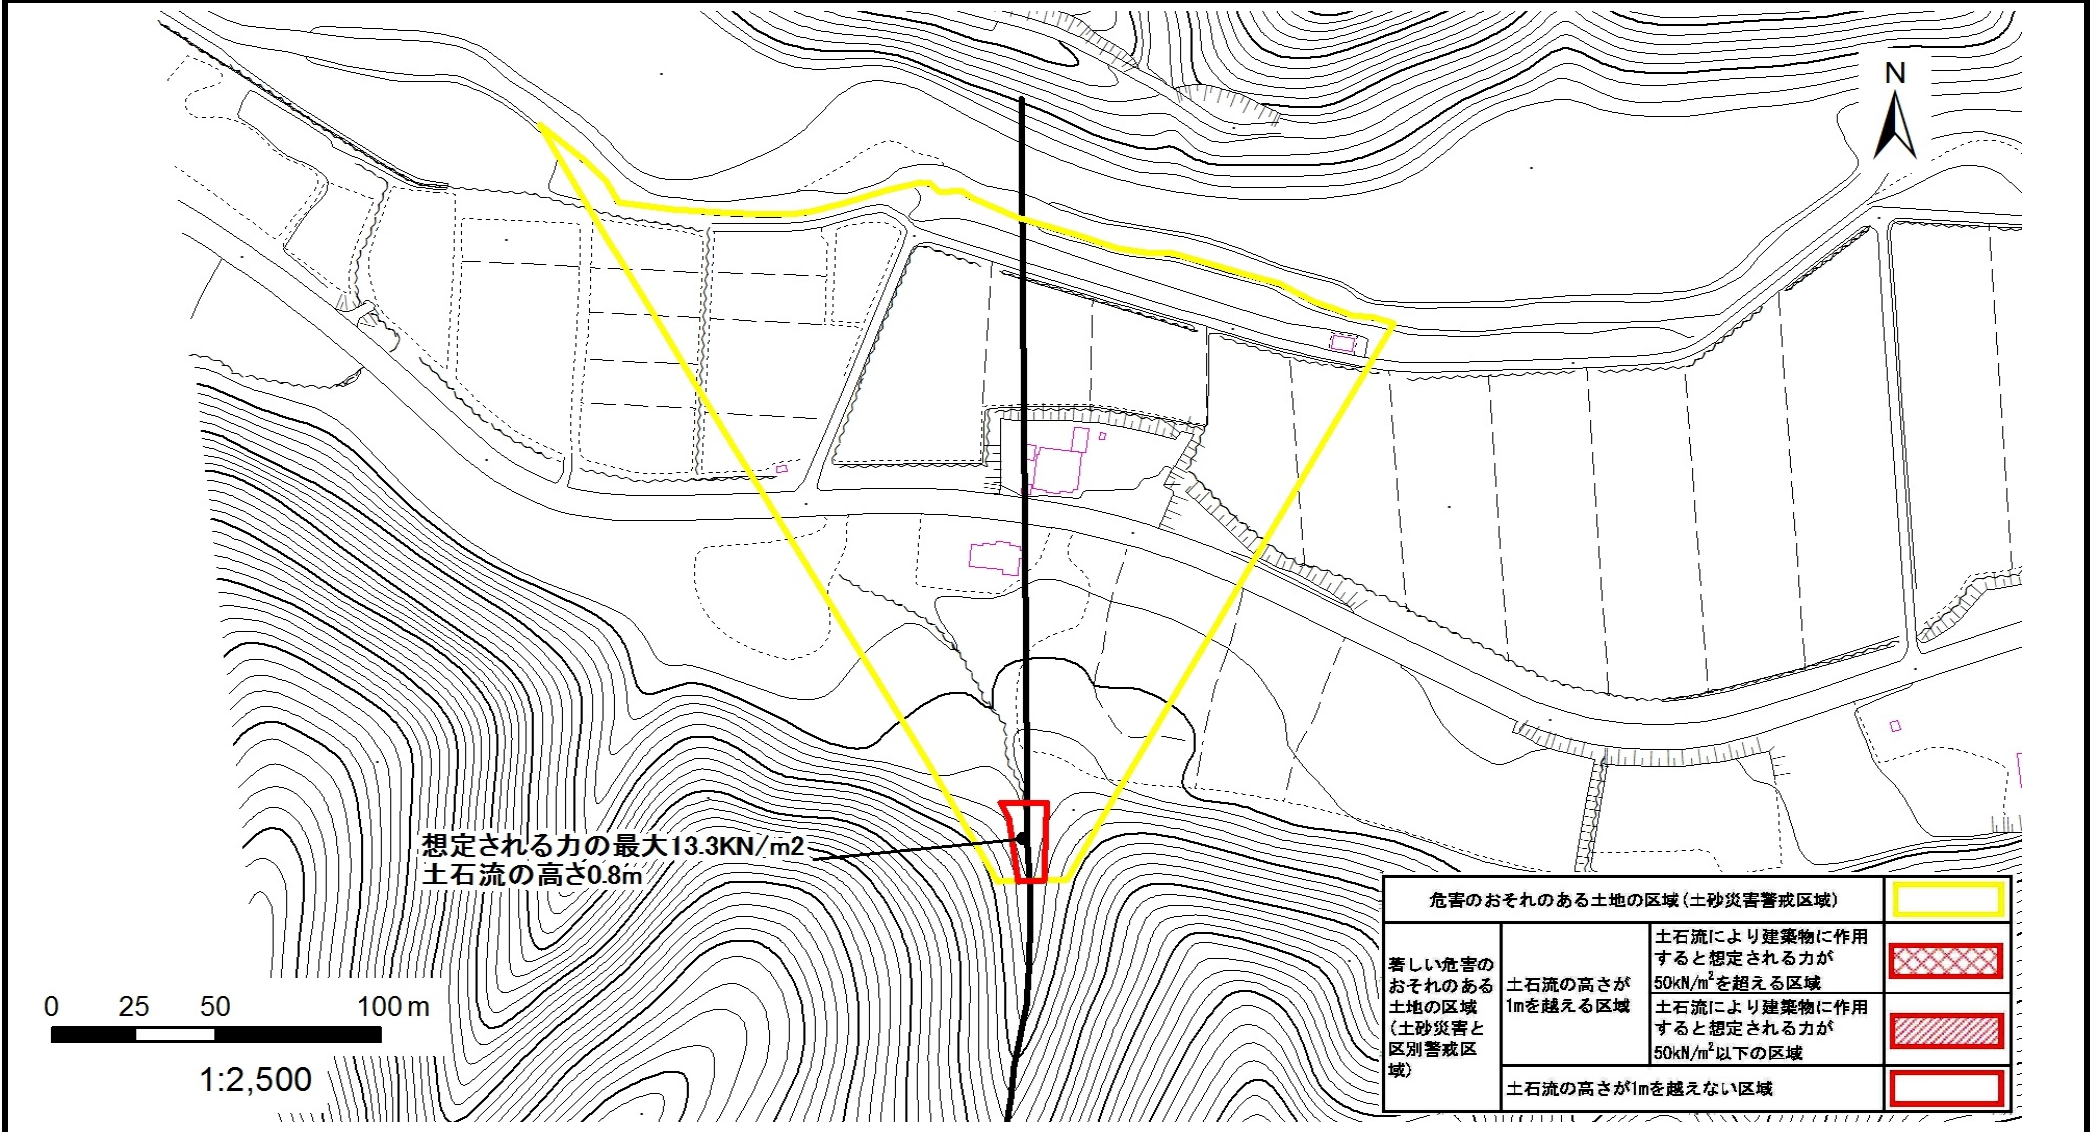 N
想定される力の最大13.3KN/m2
土石流の高さ0.8m
0 25 50 100 m
1:2,500
危害のおそれのある土地の区域(土砂災害警戒区域)
著しい危害の
おそれのある
土地の区域
(土砂災害と
区別警戒区
域)
土石流の高さが
1mを越える区域
土石流により建築物に作用
すると想定される力が
50kN/m²を超える区域
土石流により建築物に作用
すると想定される力が
50kN/m²以下の区域
土石流の高さが1mを越えない区域